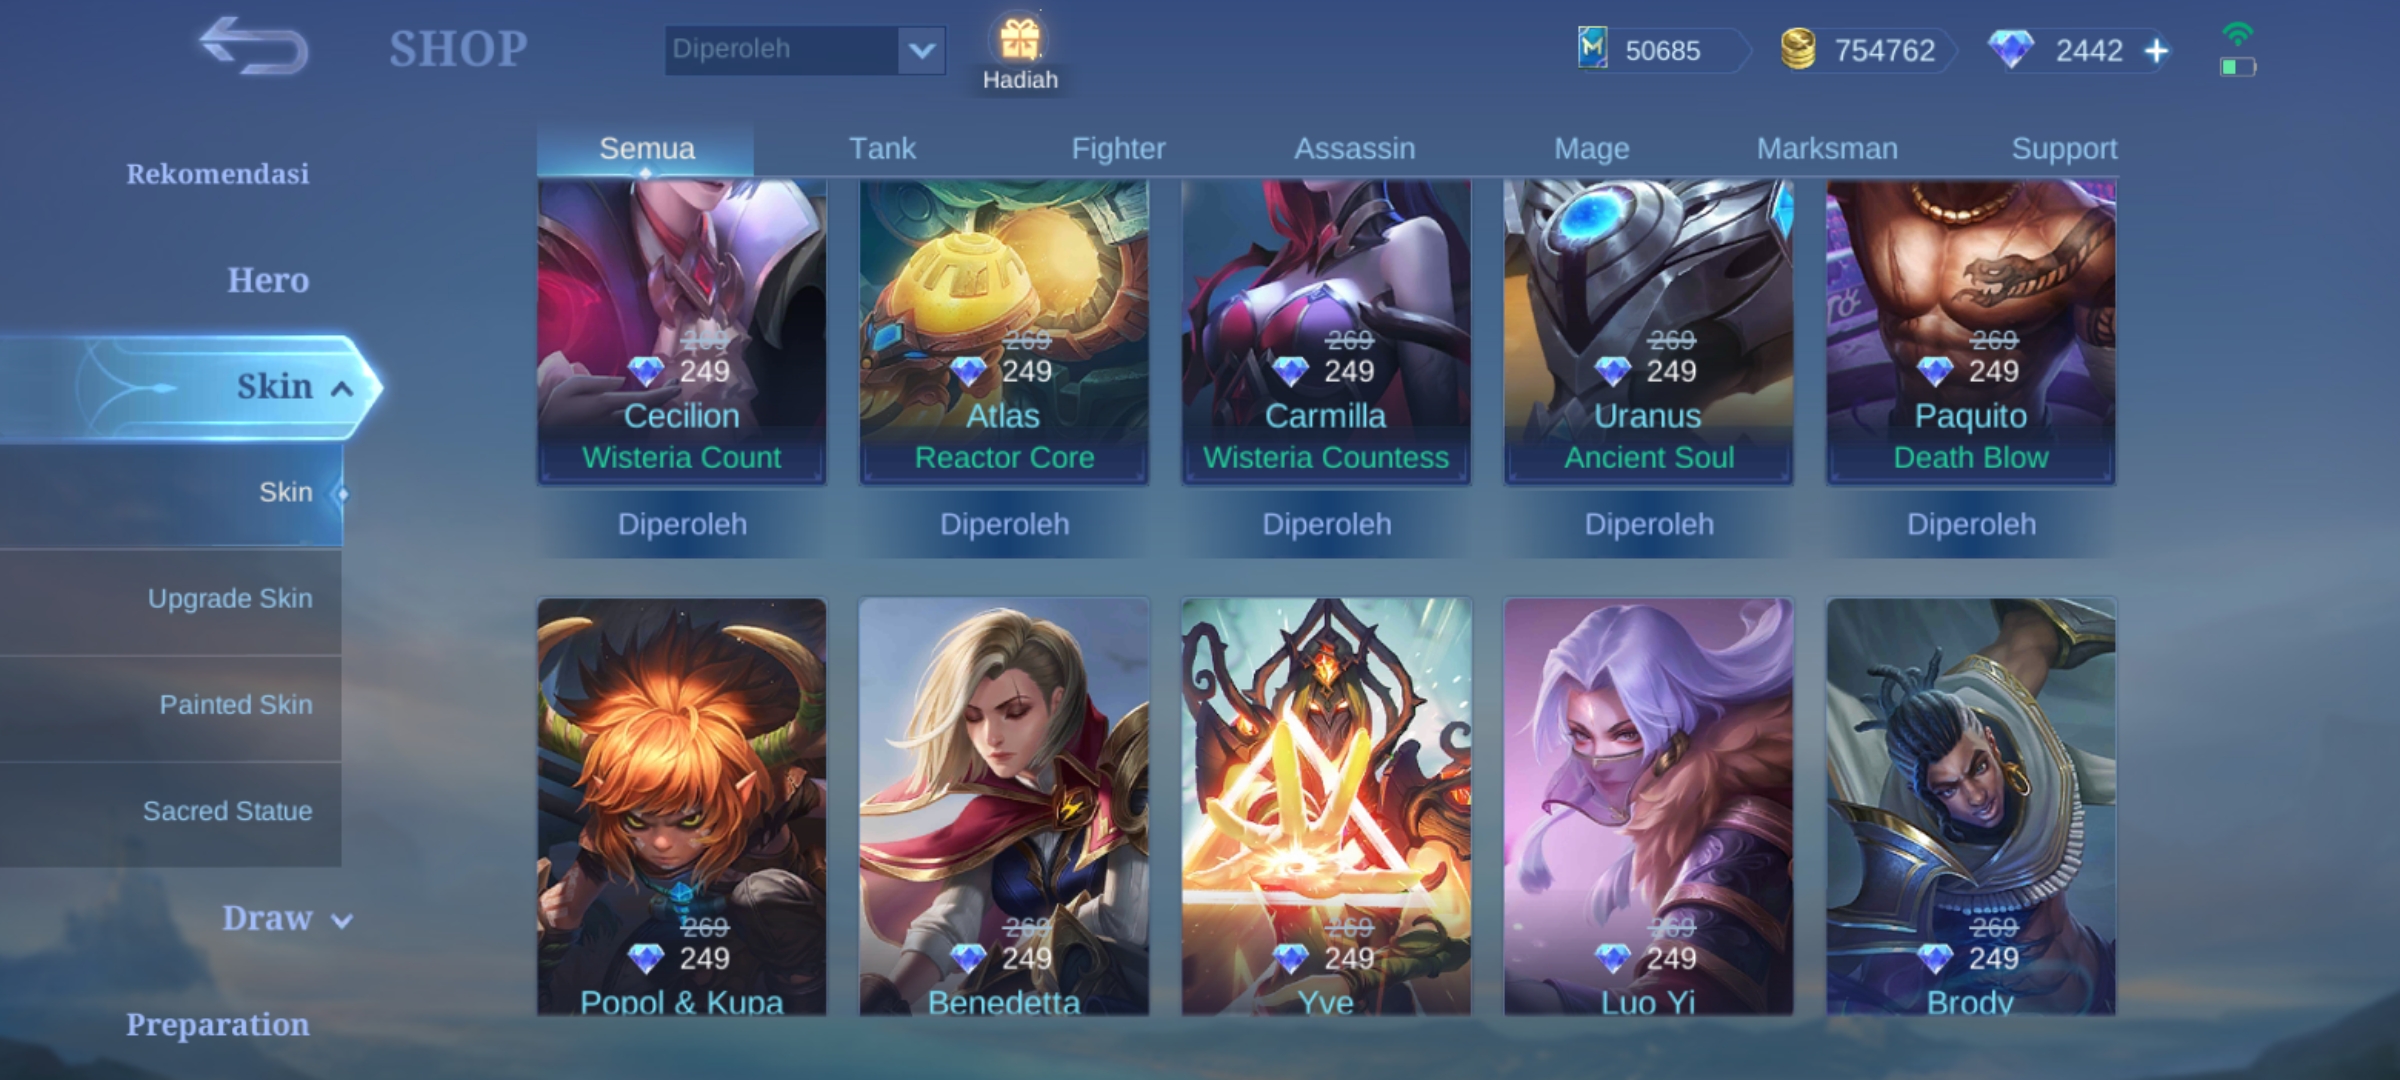 SHOP
Diperoleh
Hadiah
50685
754762
2442
Semua
Tank
Fighter
Assassin
Mage
Marksman
Support
Rekomendasi
Hero
Skin
Skin
Upgrade Skin
Painted Skin
Sacred Statue
Draw
Preparation
269
249
Cecilion
Wisteria Count
Diperoleh
269
249
Atlas
Reactor Core
Diperoleh
269
249
Carmilla
Wisteria Countess
Diperoleh
269
249
Uranus
Ancient Soul
Diperoleh
269
249
Paquito
Death Blow
Diperoleh
269
249
Popol & Kupa
269
249
Benedetta
269
249
Yve
269
249
Luo Yi
269
249
Brody